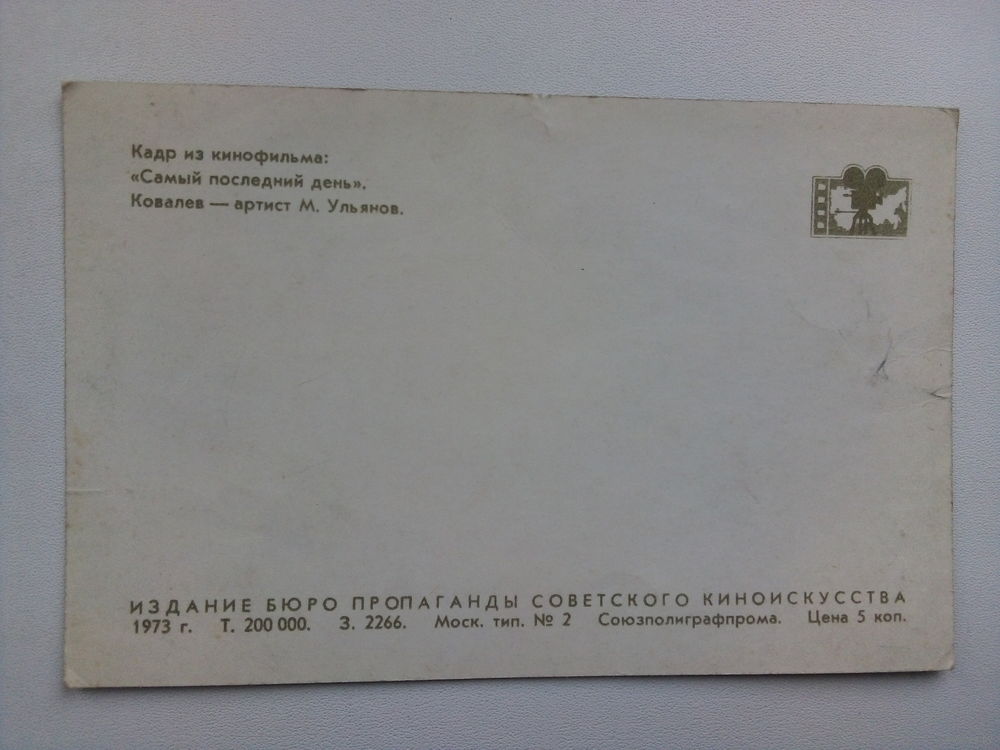 Кадр из кинофильма:
«Самый последний день».
Ковалев — артист М. Ульянов.
ИЗДАНИЕ БЮРО ПРОПАГАНДЫ СОВЕТСКОГО КИНОИСКУССТВА
1973 г. Т. 200 000. З. 2266. Моск. тип. № 2 Союзполиграфпрома. Цена 5 коп.